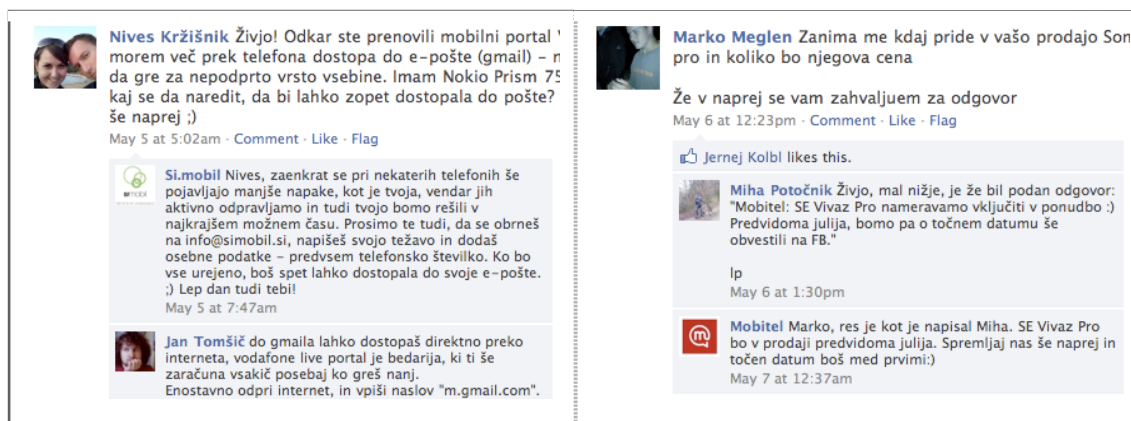 Nives Kržišnik Živjo! Odkar ste prenovili mobilni portal
morem več prek telefona dostopa do e-pošte (gmail) – n
da gre za nepodprto vrsto vsebine. Imam Nokio Prism 75
kaj se da naredit, da bi lahko zopet dostopala do pošte?
še naprej ;)
May 5 at 5:02am · Comment · Like · Flag
Si.mobil Nives, zaenkrat se pri nekaterih telefonih še
pojavljajo manjše napake, kot je tvoja, vendar jih
aktivno odpravljamo in tudi tvojo bomo rešili v
najkrajšem možnem času. Prosimo te tudi, da se obrneš
na info@simobil.si, napišeš svojo težavo in dodaš
osebne podatke – predvsem telefonsko številko. Ko bo
vse urejeno, boš spet lahko dostopala do svoje e-pošte.
;) Lep dan tudi tebi!
May 5 at 7:47am
Jan Tomšič do gmaila lahko dostopaš direktno preko
interneta, vodafone live portal je bedarija, ki ti še
zaračuna vsakič posebaj ko greš nanj.
Enostavno odpri internet, in vpiši naslov "m.gmail.com".
Marko Meglen Zanima me kdaj pride v vašo prodajo Son
pro in koliko bo njegova cena
Že v naprej se vam zahvaljuem za odgovor
May 6 at 12:23pm · Comment · Like · Flag
Jernej Kolbl likes this.
Miha Potočnik Živjo, mal nižje, je že bil podan odgovor:
"Mobitel: SE Vivaz Pro nameravamo vključiti v ponudbo :)
Predvidoma julija, bomo pa o točnem datumu še
obvestili na FB."
lp
May 6 at 1:30pm
Mobitel Marko, res je kot je napisal Miha. SE Vivaz Pro
bo v prodaji predvidoma julija. Spremljaj nas še naprej in
točen datum boš med prvimi:)
May 7 at 12:37am